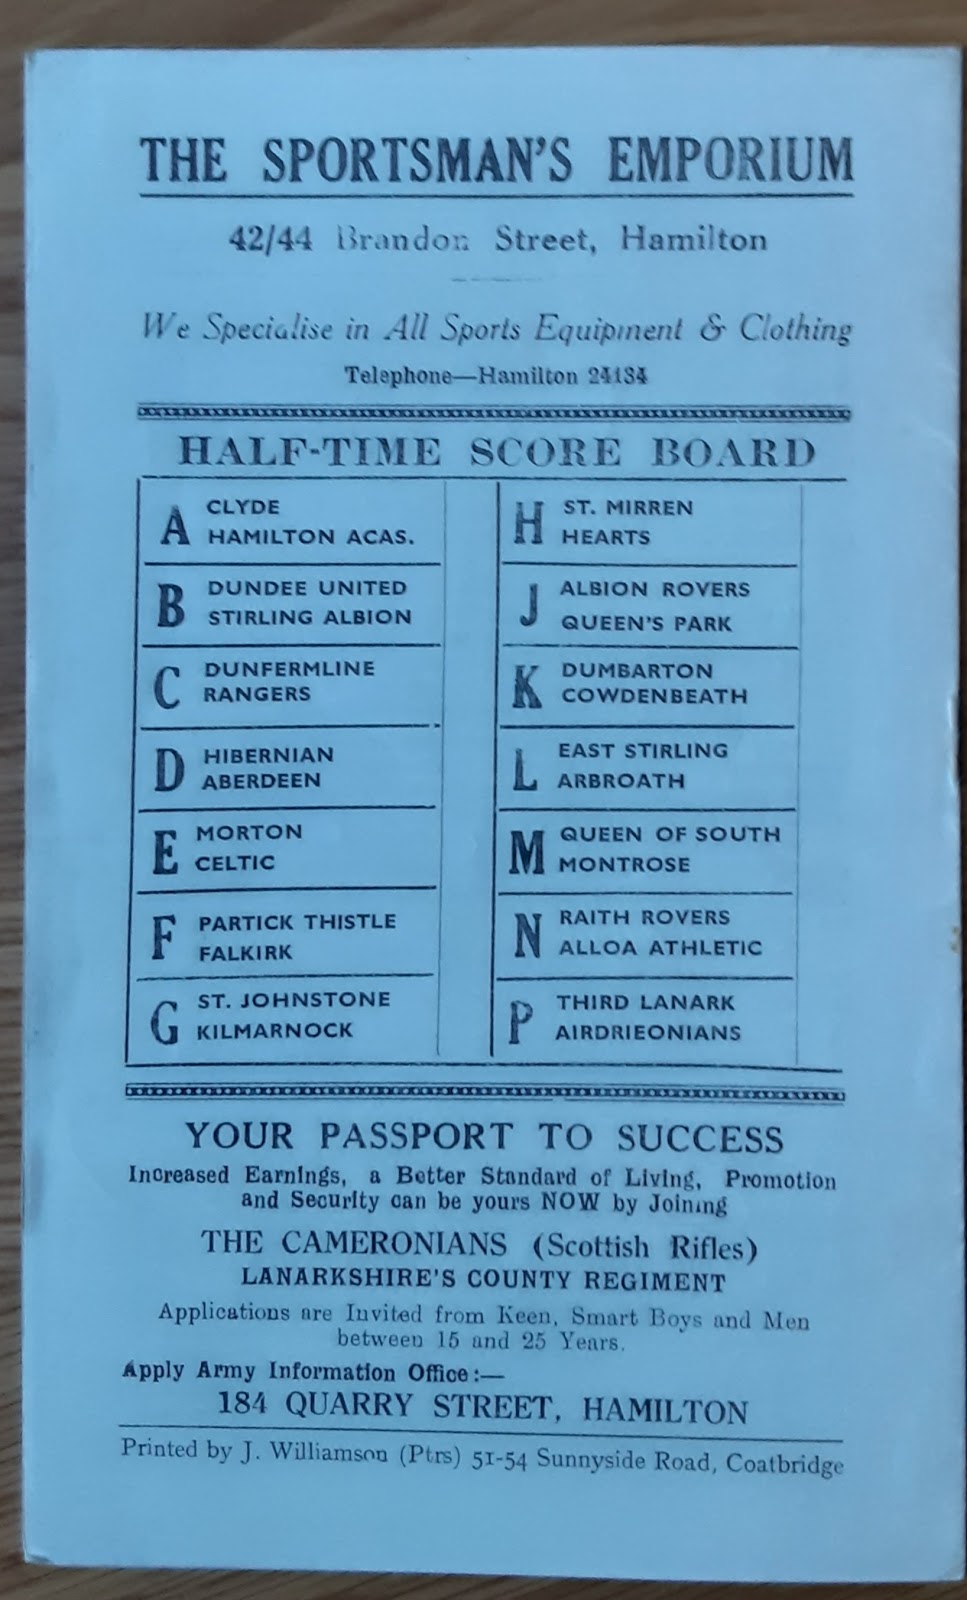 THE SPORTSMAN'S EMPORIUM
42/44 Brandon Street, Hamilton
We Specialise in All Sports Equipment & Clothing
Telephone—Hamilton 24184
HALF-TIME SCORE BOARD
A CLYDE
HAMILTON ACAS.
B DUNDEE UNITED
STIRLING ALBION
C DUNFERMLINE
RANGERS
D HIBERNIAN
ABERDEEN
E MORTON
CELTIC
F PARTICK THISTLE
FALKIRK
G ST. JOHNSTONE
KILMARNOCK
H ST. MIRREN
HEARTS
J ALBION ROVERS
QUEEN'S PARK
K DUMBARTON
COWDENBEATH
L EAST STIRLING
ARBROATH
M QUEEN OF SOUTH
MONTROSE
N RAITH ROVERS
ALLOA ATHLETIC
P THIRD LANARK
AIRDRIEONIANS
YOUR PASSPORT TO SUCCESS
Increased Earnings, a Better Standard of Living, Promotion
and Security can be yours NOW by Joining
THE CAMERONIANS (Scottish Rifles)
LANARKSHIRE'S COUNTY REGIMENT
Applications are Invited from Keen, Smart Boys and Men
between 15 and 25 Years.
Apply Army Information Office:—
184 QUARRY STREET, HAMILTON
Printed by J. Williamson (Ptrs) 51-54 Sunnyside Road, Coatbridge